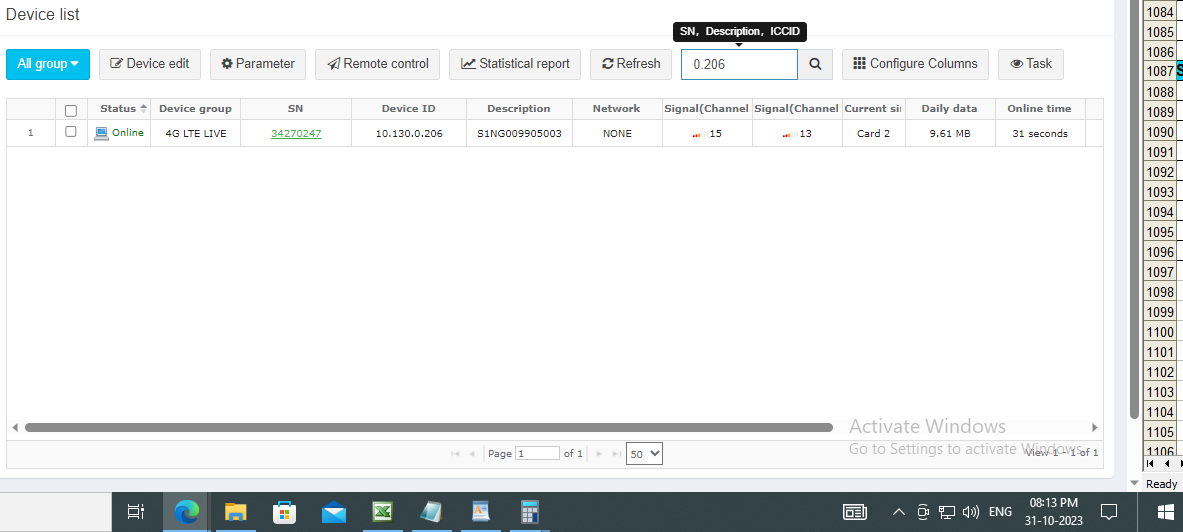 Device list
SN, Description, ICCID
All group Device edit Parameter Remote control Statistical report Refresh 0.206 Configure Columns Task
Status Device group SN Device ID Description Network Signal(Channel Signal(Channel Current si Daily data Online time
1 Online 4G LTE LIVE 34270247 10.130.0.206 S1NG009905003 NONE 15 13 Card 2 9.61 MB 31 seconds
Activate Windows
Go to Settings to activate Windows.
Page 1 of 1 50 View 1 - 1 of 1
1084
1085
1086
1087 S
1088
1089
1090
1091
1092
1093
1094
1095
1096
1097
1098
1099
1100
1101
1102
1103
1104
1105
1106
Ready
ENG 08:13 PM
31-10-2023